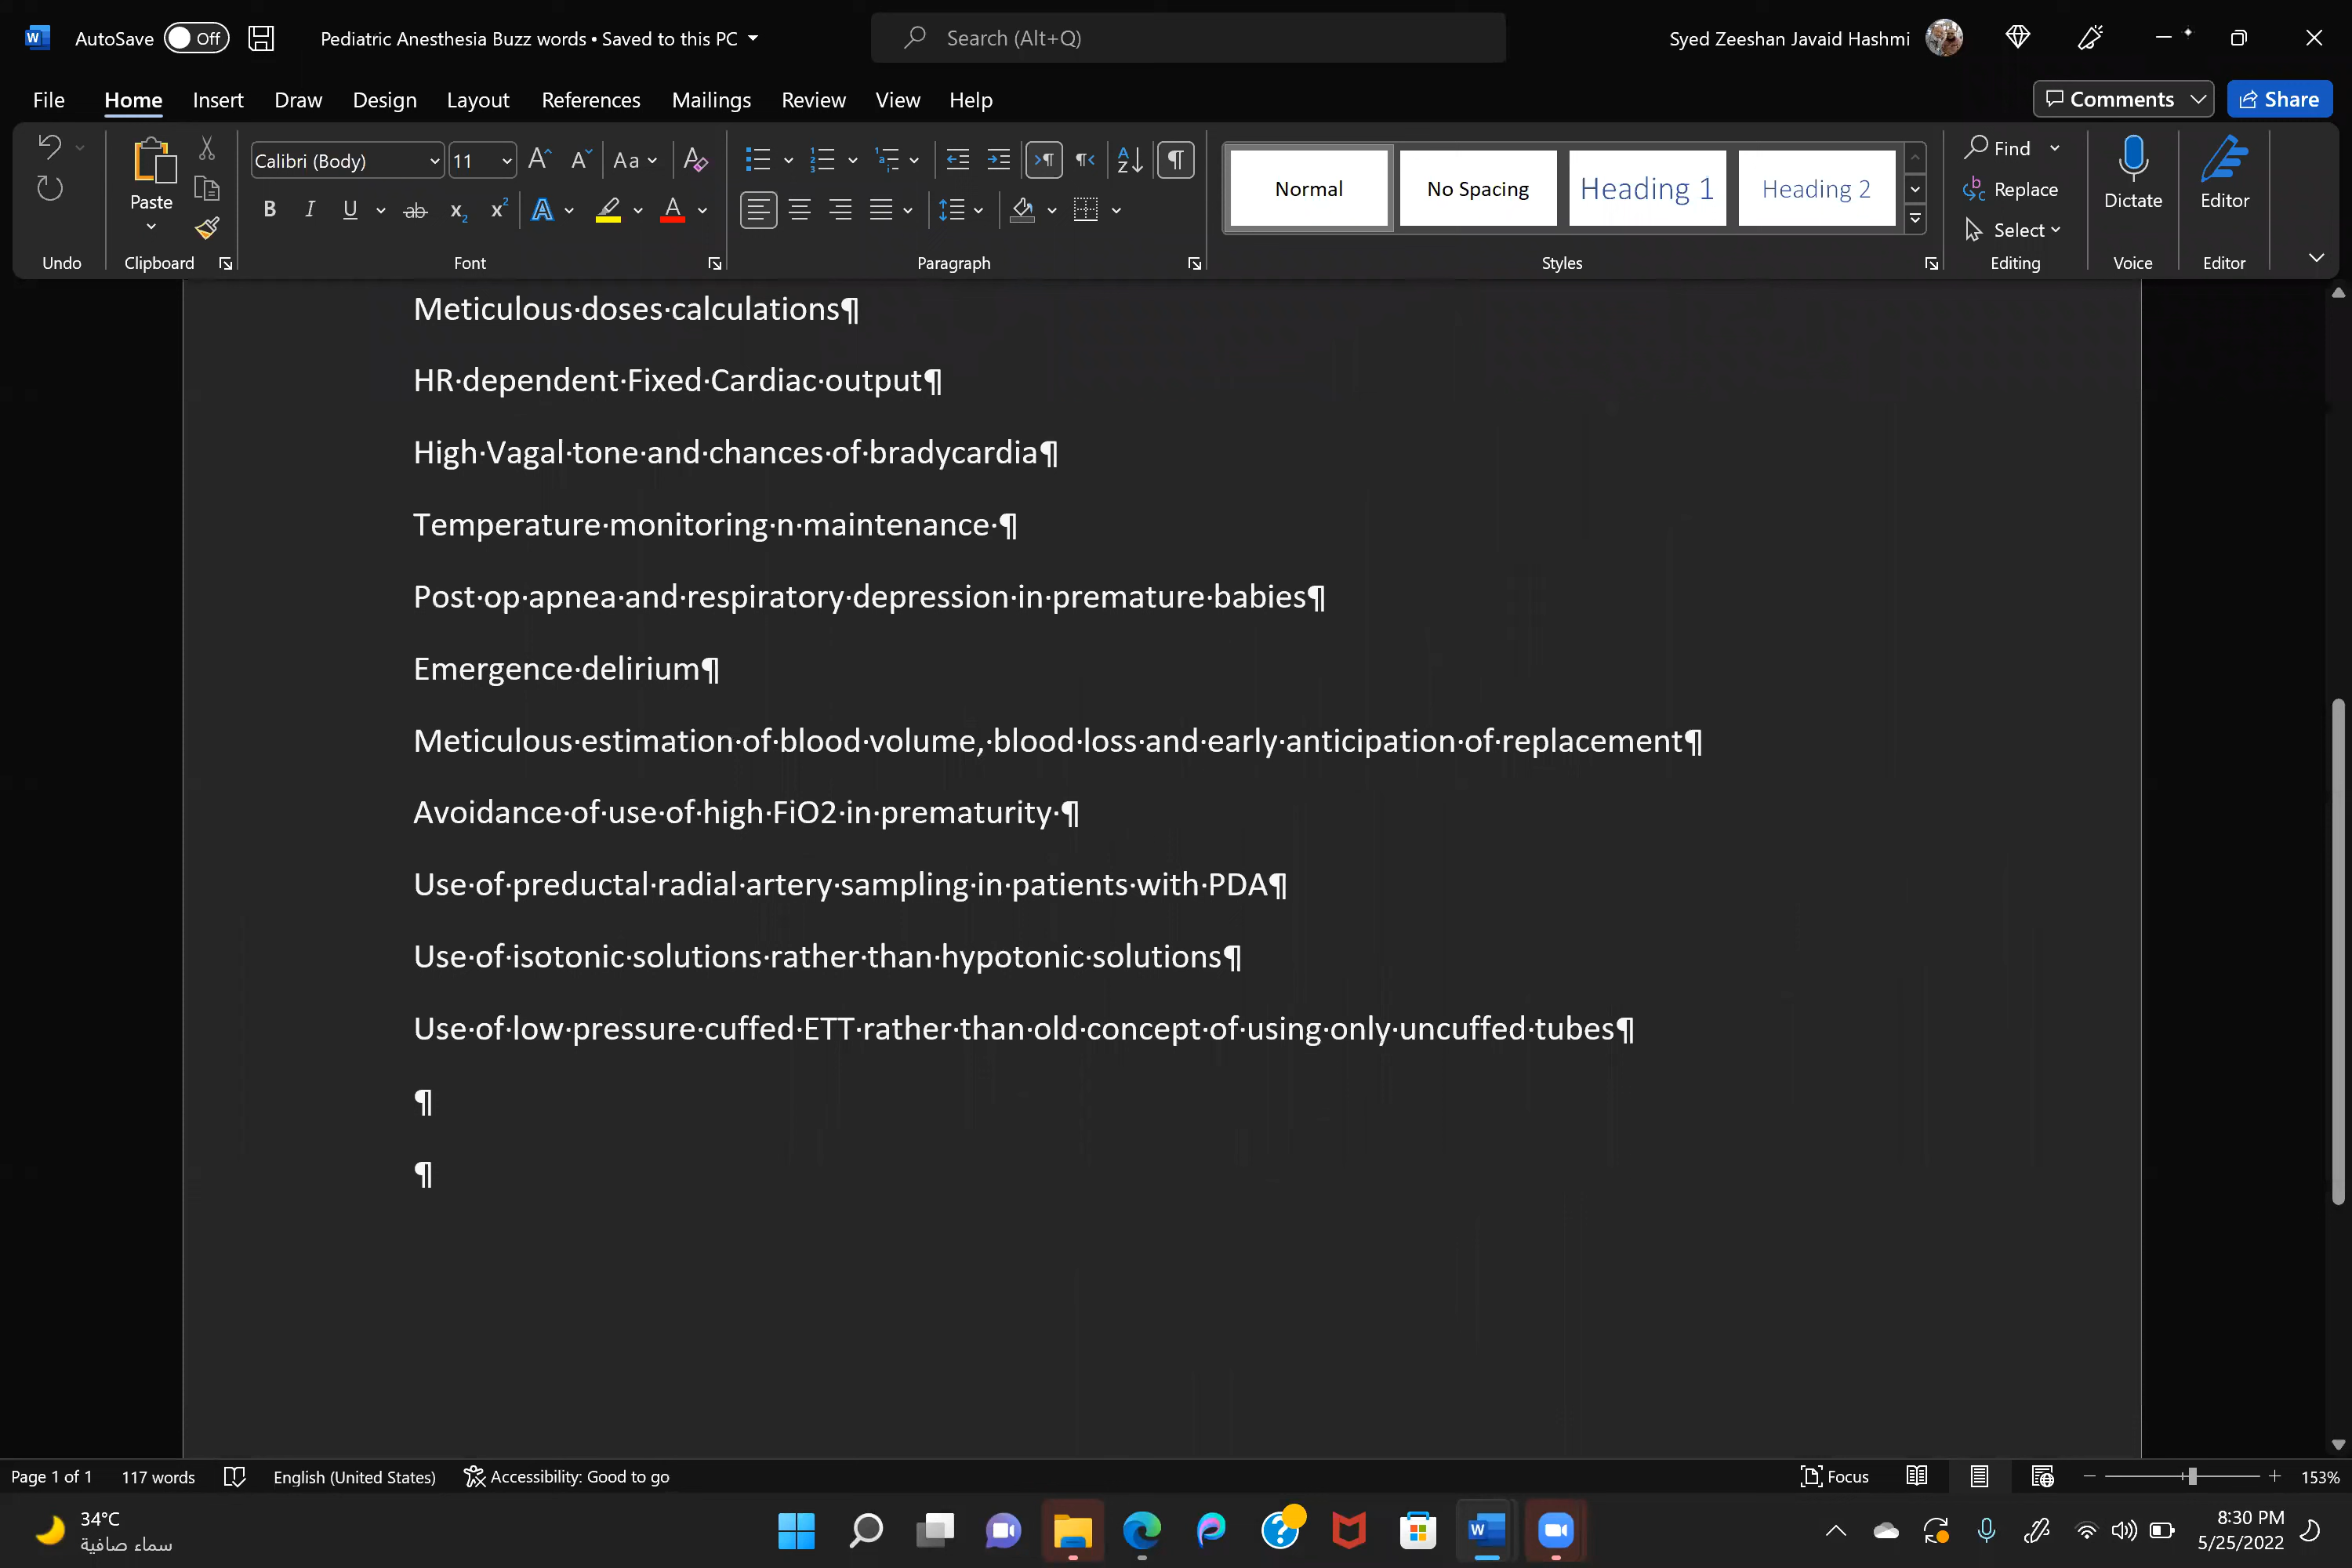 AutoSave Off Pediatric Anesthesia Buzz words • Saved to this PC Search (Alt+Q) Syed Zeeshan Javaid Hashmi
File Home Insert Draw Design Layout References Mailings Review View Help Comments Share
Paste Calibri (Body) 11 Aa Normal No Spacing Heading 1 Heading 2 Find Replace Select Dictate Editor
Undo Clipboard Font Paragraph Styles Editing Voice Editor
Meticulous·doses·calculations¶
HR·dependent·Fixed·Cardiac·output¶
High·Vagal·tone·and·chances·of·bradycardia¶
Temperature·monitoring·n·maintenance·¶
Post·op·apnea·and·respiratory·depression·in·premature·babies¶
Emergence·delirium¶
Meticulous·estimation·of·blood·volume,·blood·loss·and·early·anticipation·of·replacement¶
Avoidance·of·use·of·high·FiO2·in·prematurity·¶
Use·of·preductal·radial·artery·sampling·in·patients·with·PDA¶
Use·of·isotonic·solutions·rather·than·hypotonic·solutions¶
Use·of·low·pressure·cuffed·ETT·rather·than·old·concept·of·using·only·uncuffed·tubes¶
¶
¶
Page 1 of 1 117 words English (United States) Accessibility: Good to go Focus 153%
34°C 8:30 PM
سماء صافية 5/25/2022